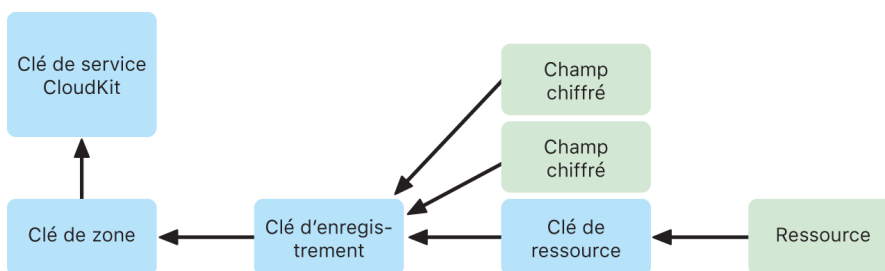 Clé de service
CloudKit
Champ
chiffré
Champ
chiffré
Clé de zone
Clé d’enregis-
trement
Clé de
ressource
Ressource